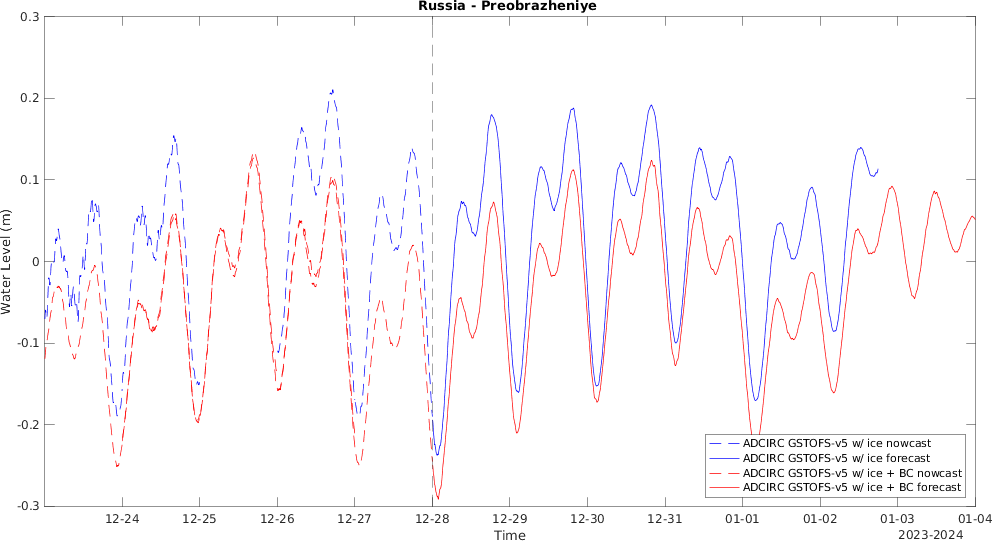 Russia - Preobrazheniye
0.3
0.2
0.1
0
-0.1
-0.2
-0.3
Water Level (m)
ADCIRC GSTOFS-v5 w/ ice nowcast
ADCIRC GSTOFS-v5 w/ ice forecast
ADCIRC GSTOFS-v5 w/ ice + BC nowcast
ADCIRC GSTOFS-v5 w/ ice + BC forecast
12-24 12-25 12-26 12-27 12-28 12-29 12-30 12-31 01-01 01-02 01-03 01-04
Time
2023-2024